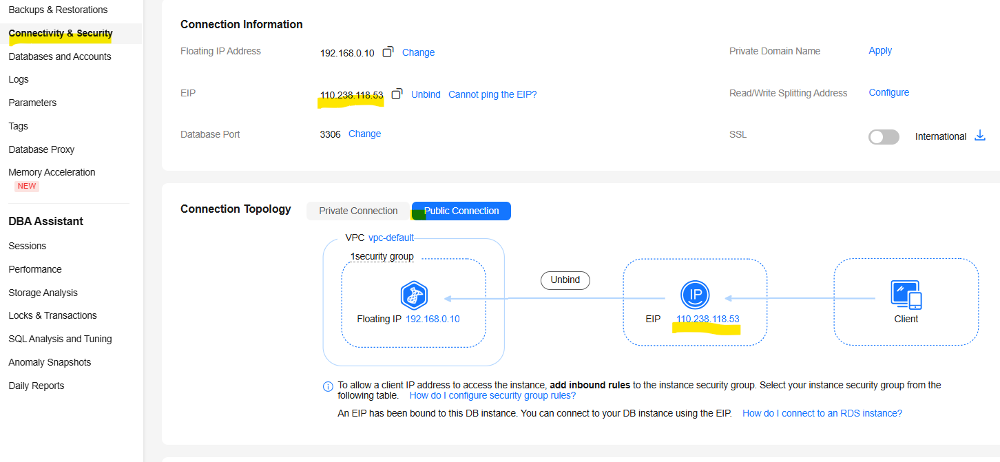 Backups & Restorations
Connectivity & Security
Databases and Accounts
Logs
Parameters
Tags
Database Proxy
Memory Acceleration
NEW
DBA Assistant
Sessions
Performance
Storage Analysis
Locks & Transactions
SQL Analysis and Tuning
Anomaly Snapshots
Daily Reports
Connection Information
Floating IP Address 192.168.0.10 Change Private Domain Name Apply
EIP 110.238.118.53 Unbind Cannot ping the EIP? Read/Write Splitting Address Configure
Database Port 3306 Change SSL International
Connection Topology Private Connection Public Connection
VPC vpc-default
1security group
Unbind
IP
Floating IP 192.168.0.10 EIP 110.238.118.53 Client
To allow a client IP address to access the instance, add inbound rules to the instance security group. Select your instance security group from the
following table. How do I configure security group rules?
An EIP has been bound to this DB instance. You can connect to your DB instance using the EIP. How do I connect to an RDS instance?